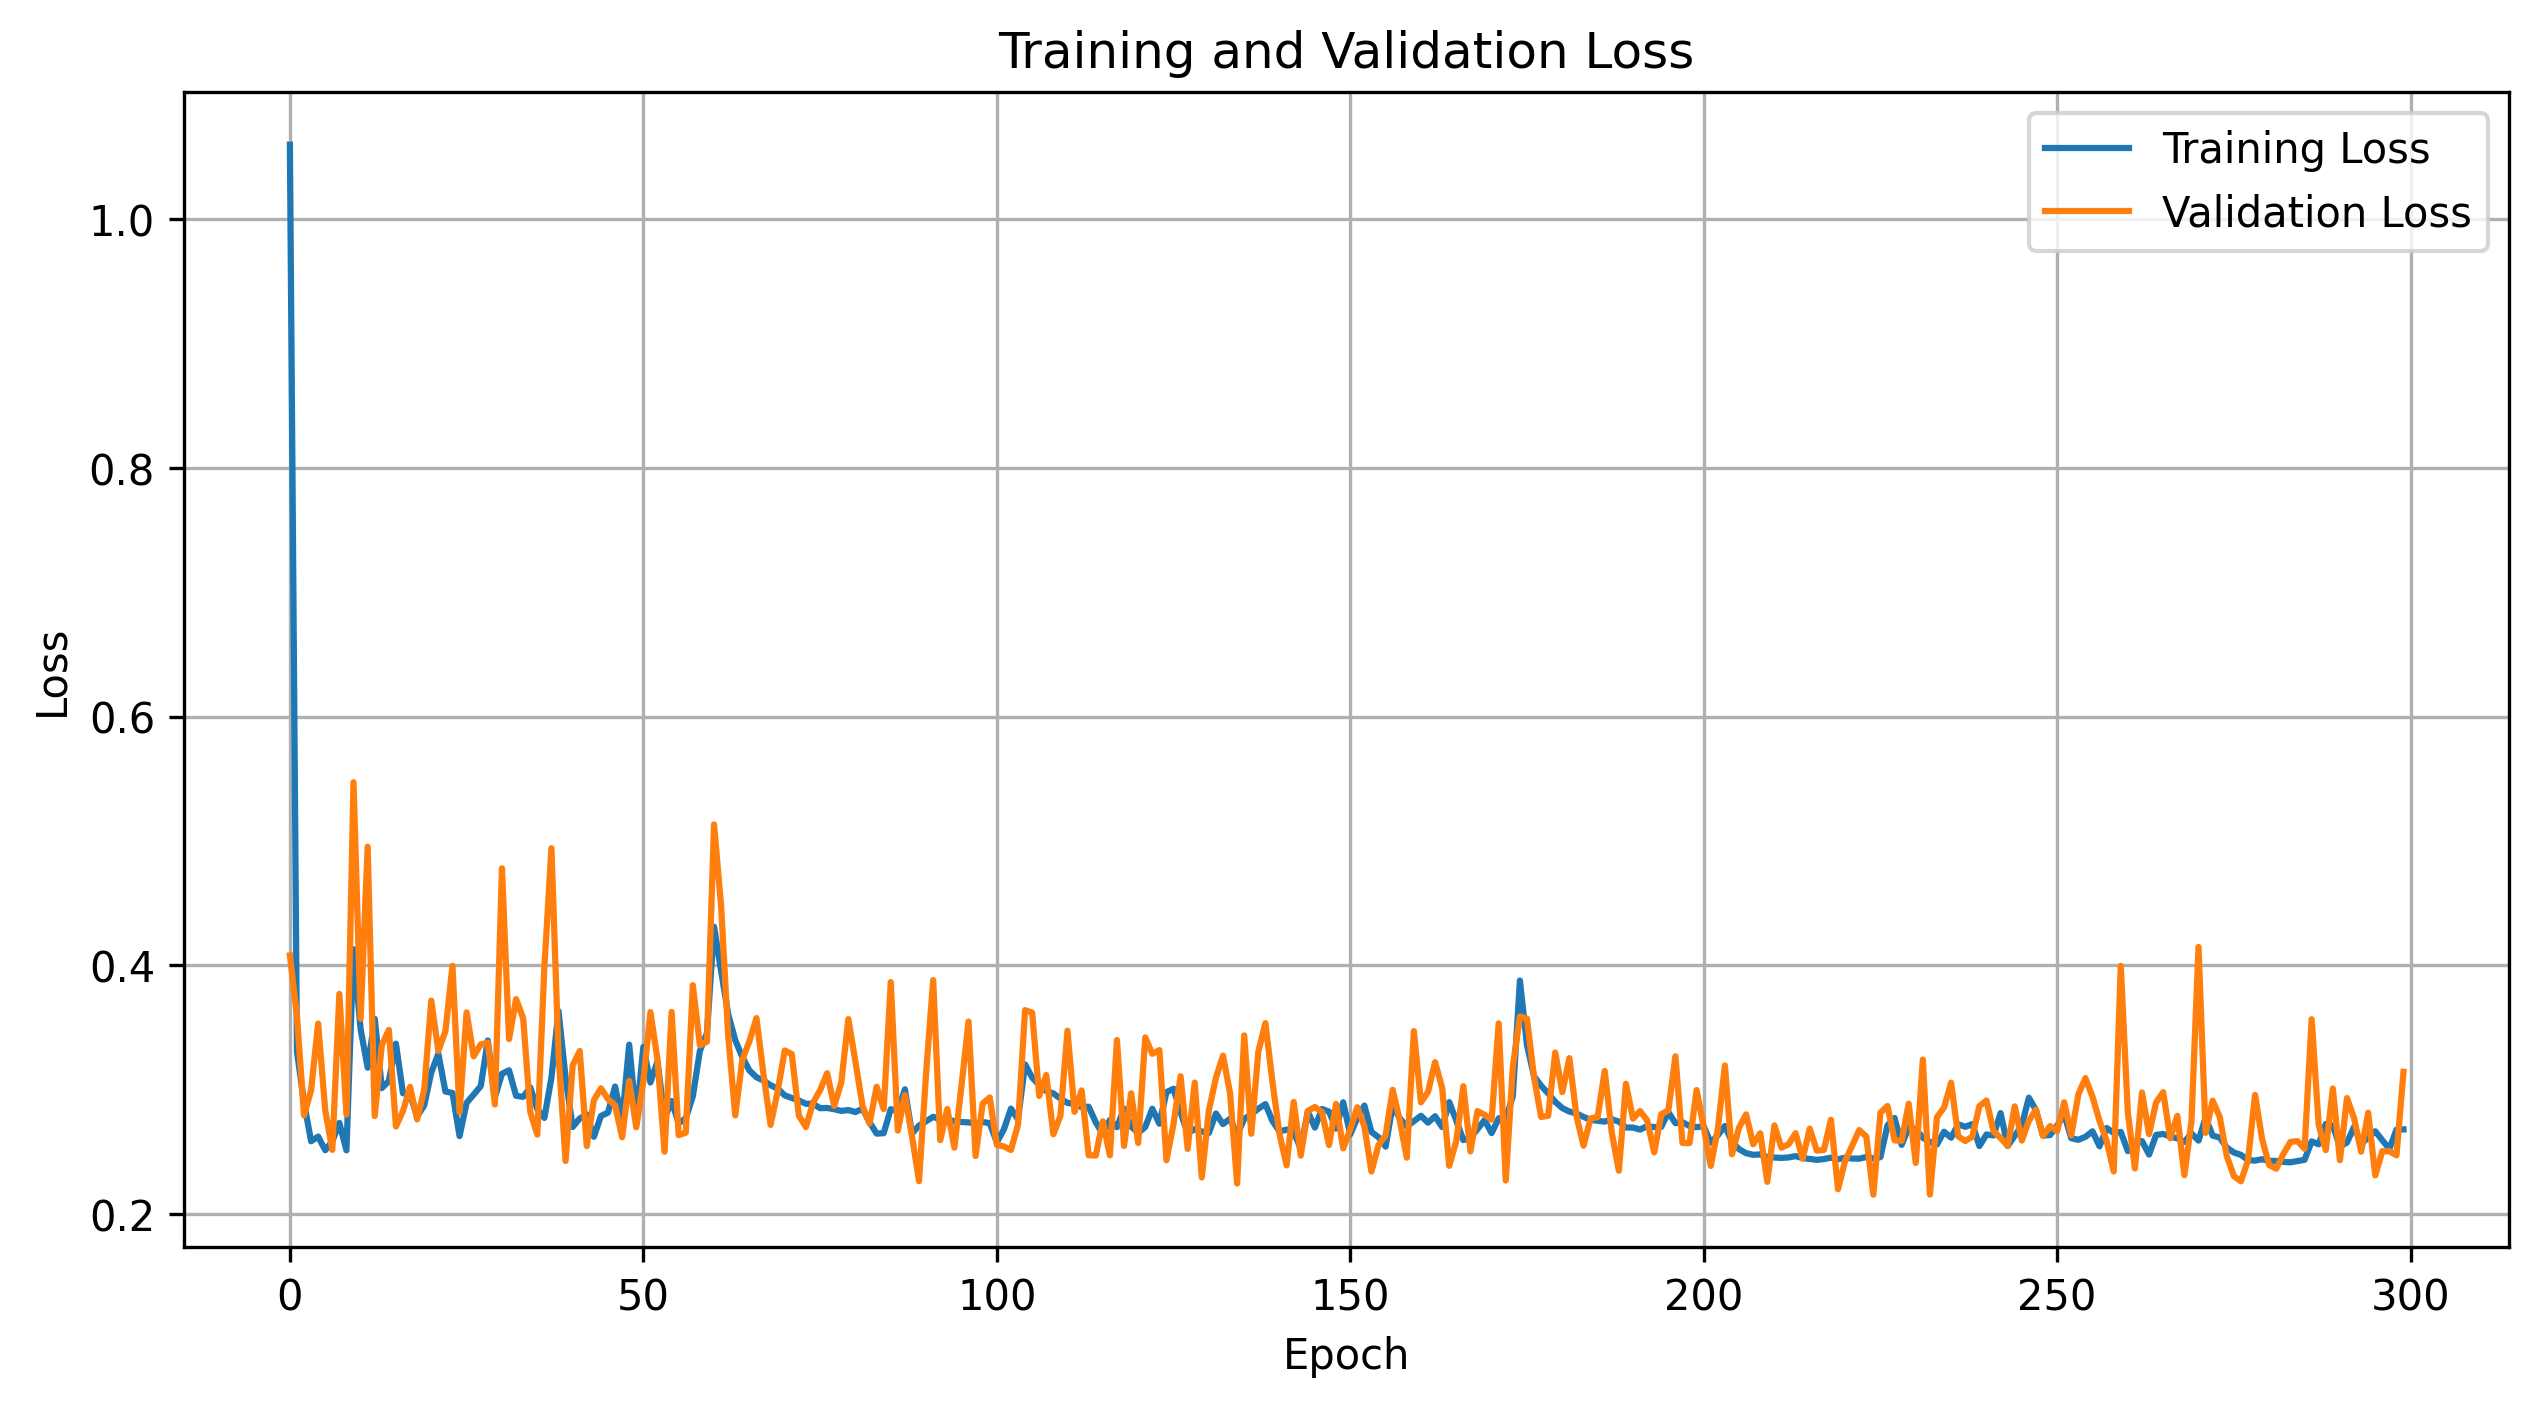 Training and Validation Loss
Training Loss
Validation Loss
1.0
0.8
0.6
0.4
0.2
Loss
0 50 100 150 200 250 300
Epoch